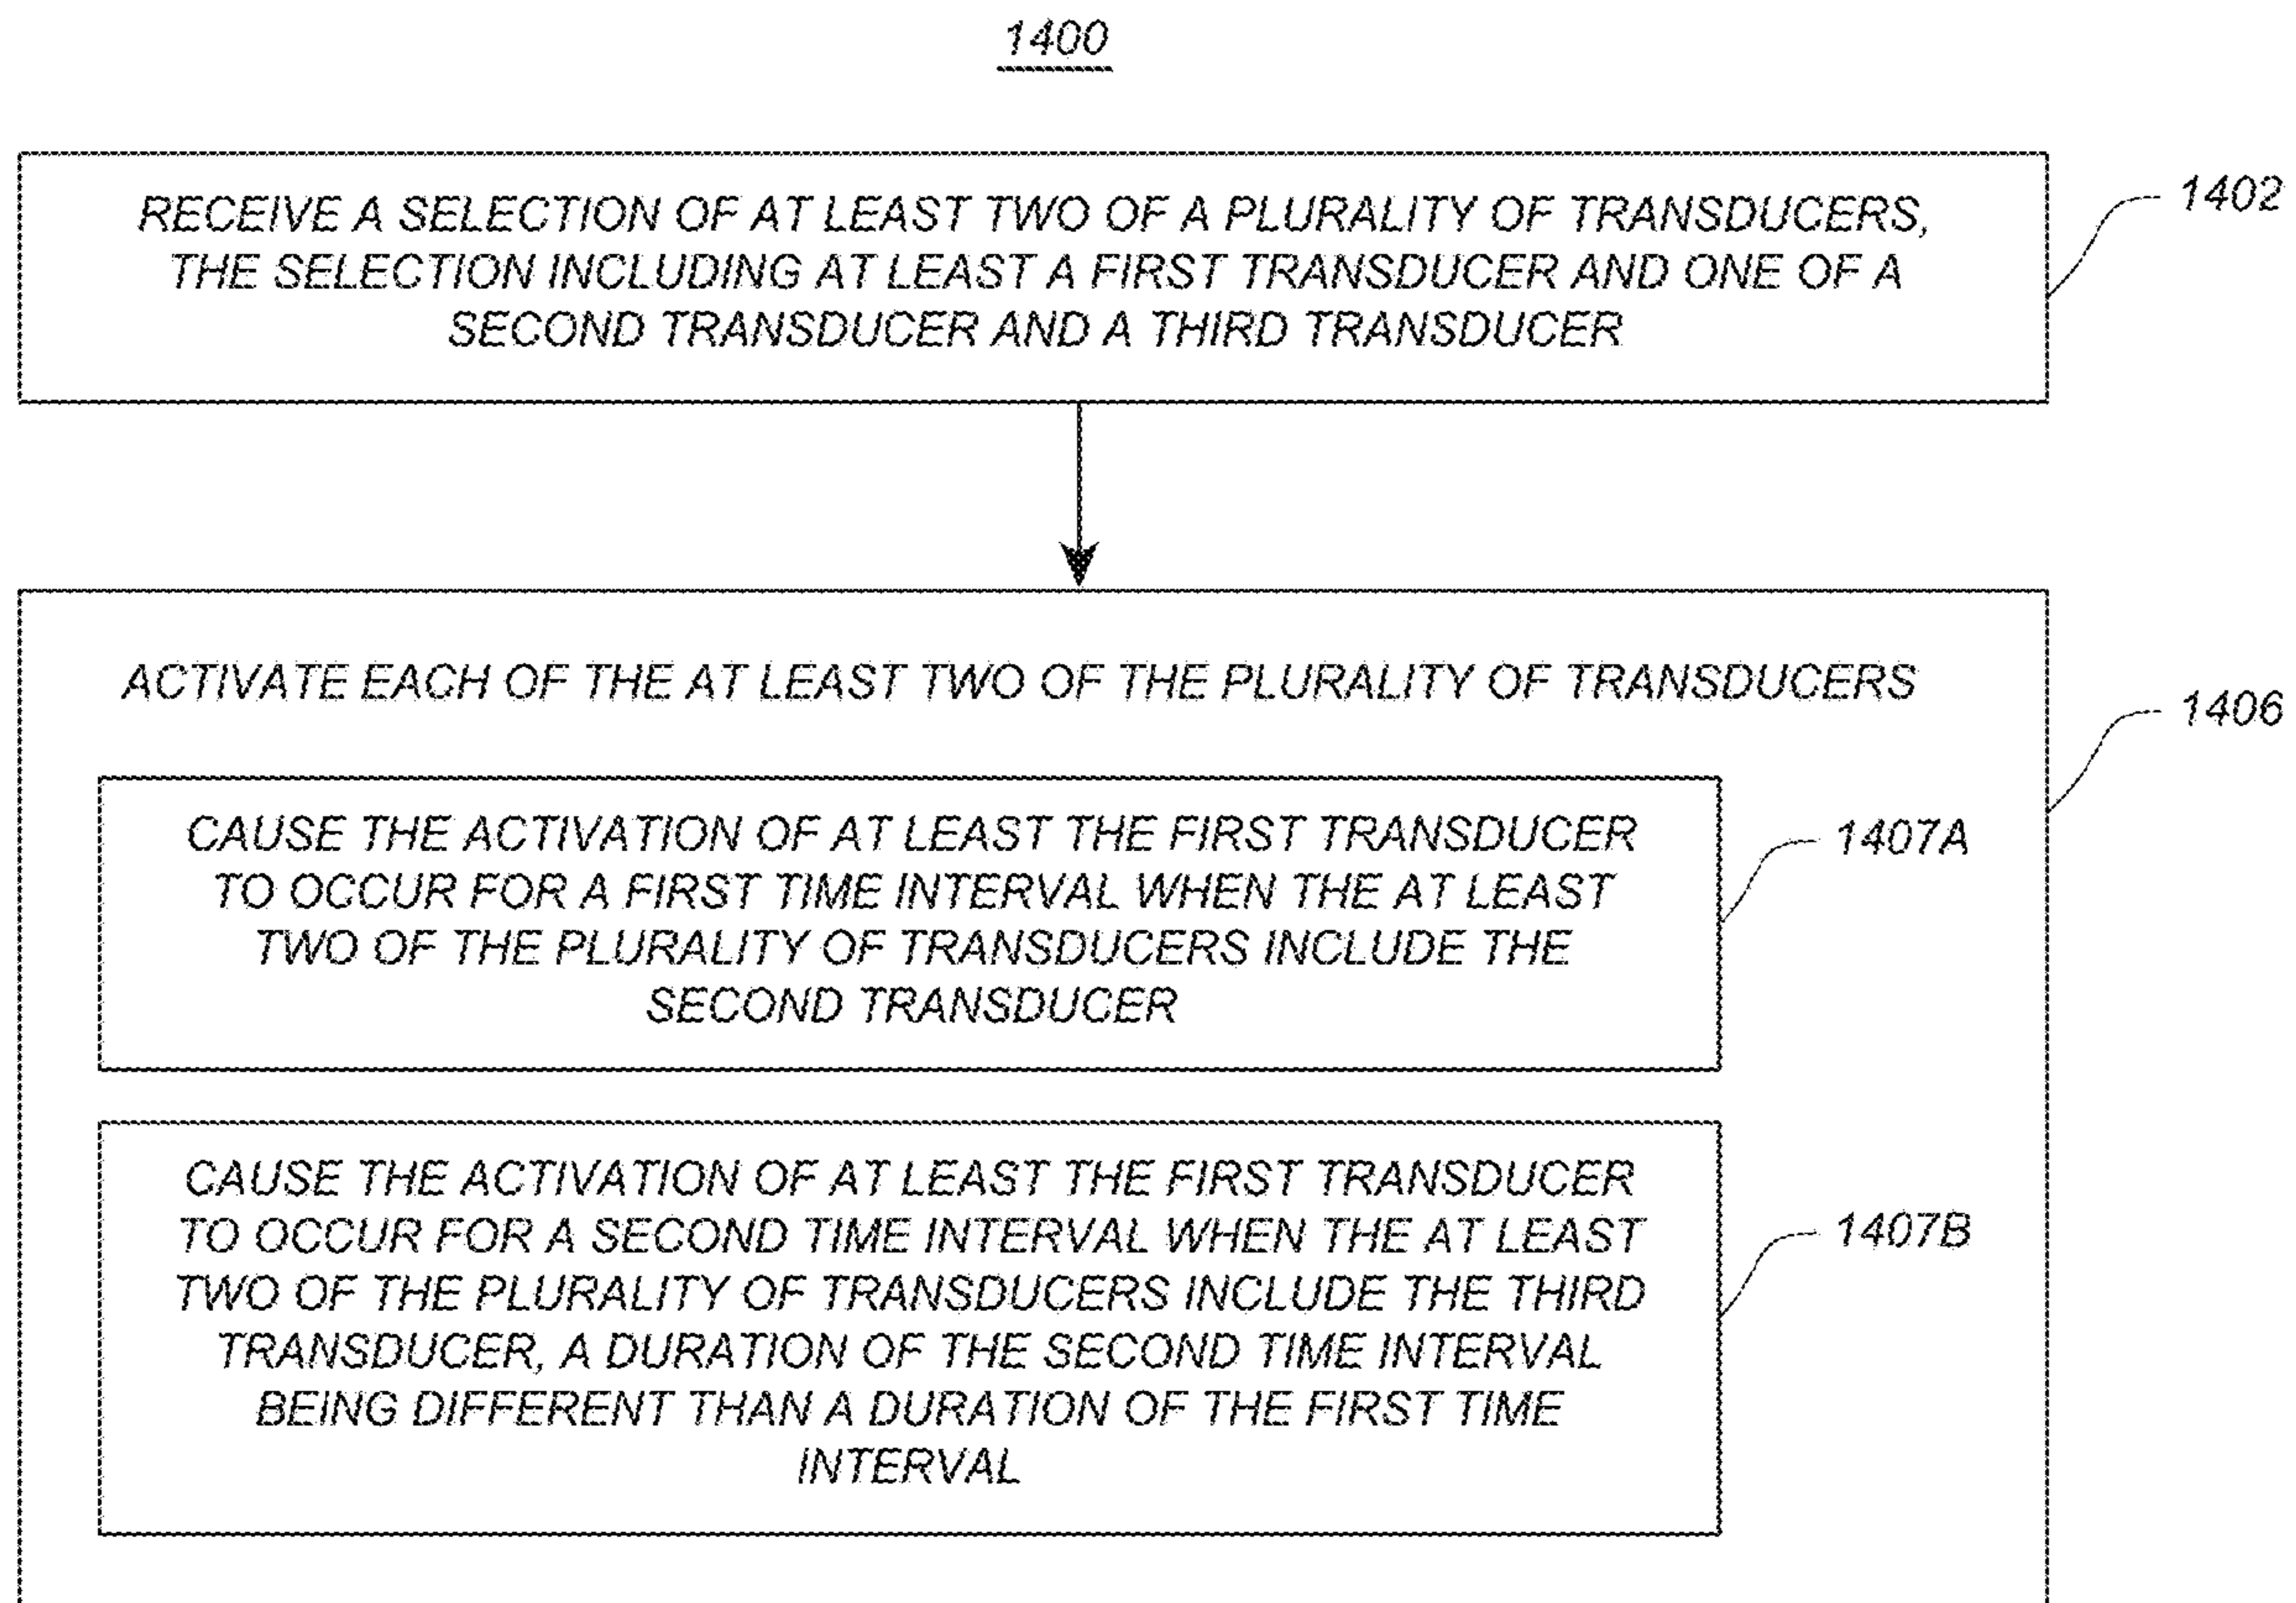 1400
RECEIVE A SELECTION OF AT LEAST TWO OF A PLURALITY OF TRANSDUCERS,
THE SELECTION INCLUDING AT LEAST A FIRST TRANSDUCER AND ONE OF A
SECOND TRANSDUCER AND A THIRD TRANSDUCER
1402
ACTIVATE EACH OF THE AT LEAST TWO OF THE PLURALITY OF TRANSDUCERS
1406
CAUSE THE ACTIVATION OF AT LEAST THE FIRST TRANSDUCER
TO OCCUR FOR A FIRST TIME INTERVAL WHEN THE AT LEAST
TWO OF THE PLURALITY OF TRANSDUCERS INCLUDE THE
SECOND TRANSDUCER
1407A
CAUSE THE ACTIVATION OF AT LEAST THE FIRST TRANSDUCER
TO OCCUR FOR A SECOND TIME INTERVAL WHEN THE AT LEAST
TWO OF THE PLURALITY OF TRANSDUCERS INCLUDE THE THIRD
TRANSDUCER, A DURATION OF THE SECOND TIME INTERVAL
BEING DIFFERENT THAN A DURATION OF THE FIRST TIME
INTERVAL
1407B